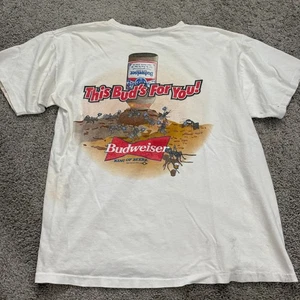 This Bud's For You!
Budweiser
KING OF BEERS